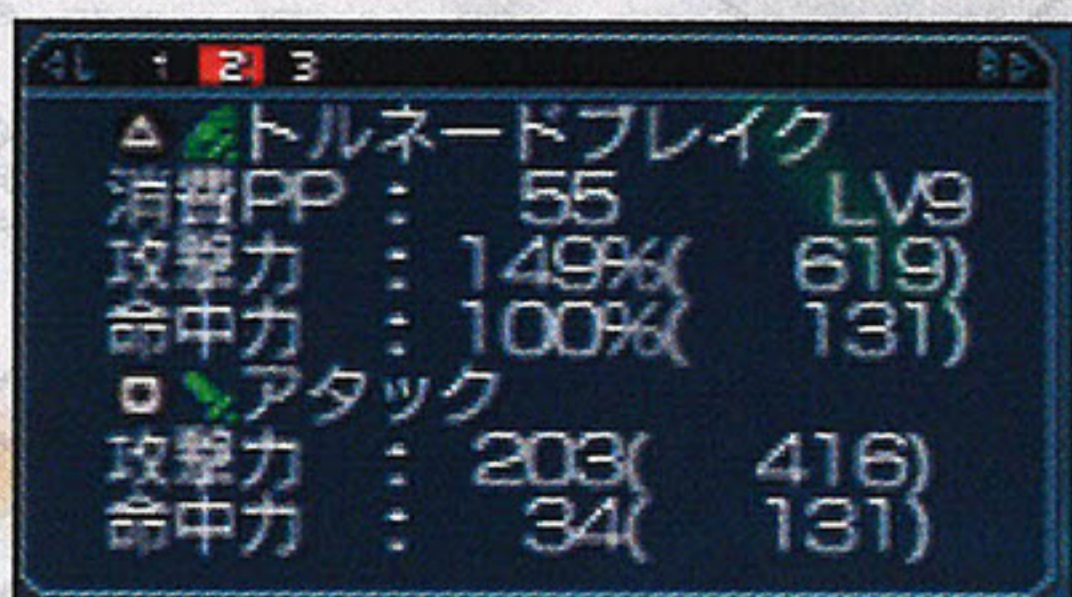 L 1 2 3 R
△ トルネードブレイク
消費PP : 55 LV9
攻撃力 : 149%( 619)
命中力 : 100%( 131)
□ アタック
攻撃力 : 203( 416)
命中力 : 34( 131)